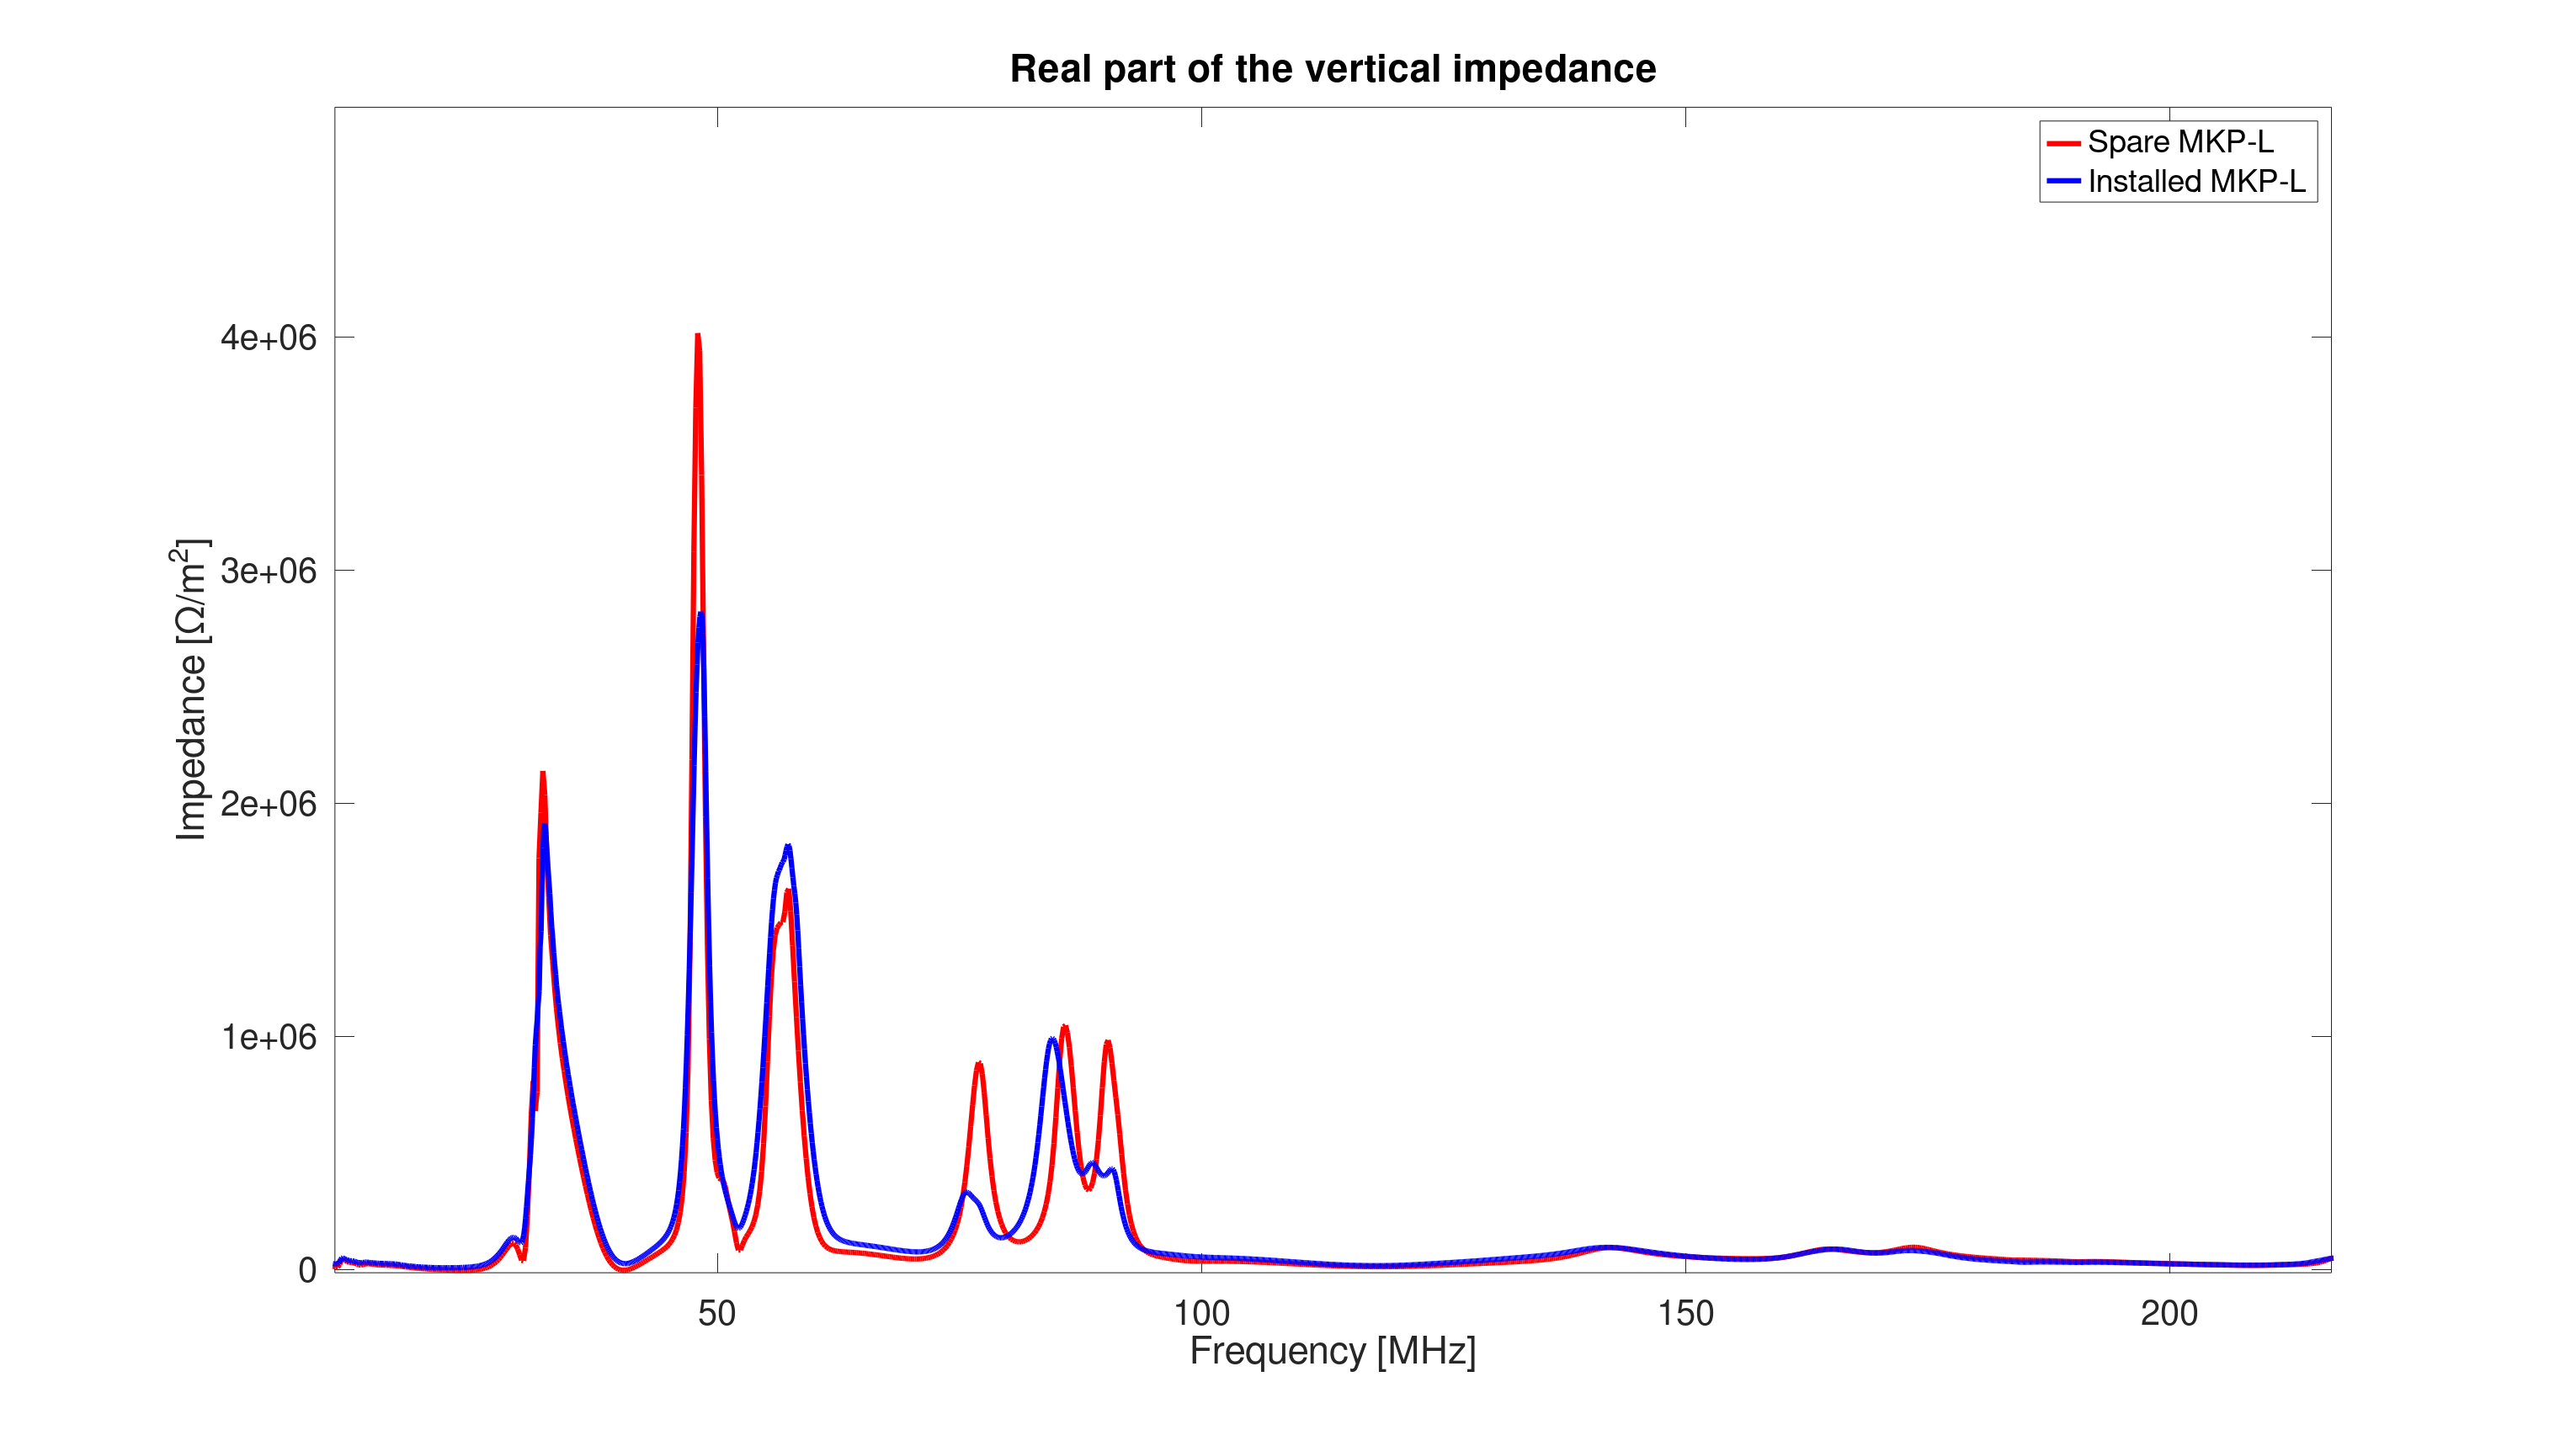 Real part of the vertical impedance
Spare MKP-L
Installed MKP-L
Impedance [Ω/m²]
4e+06
3e+06
2e+06
1e+06
0
50 100 150 200
Frequency [MHz]